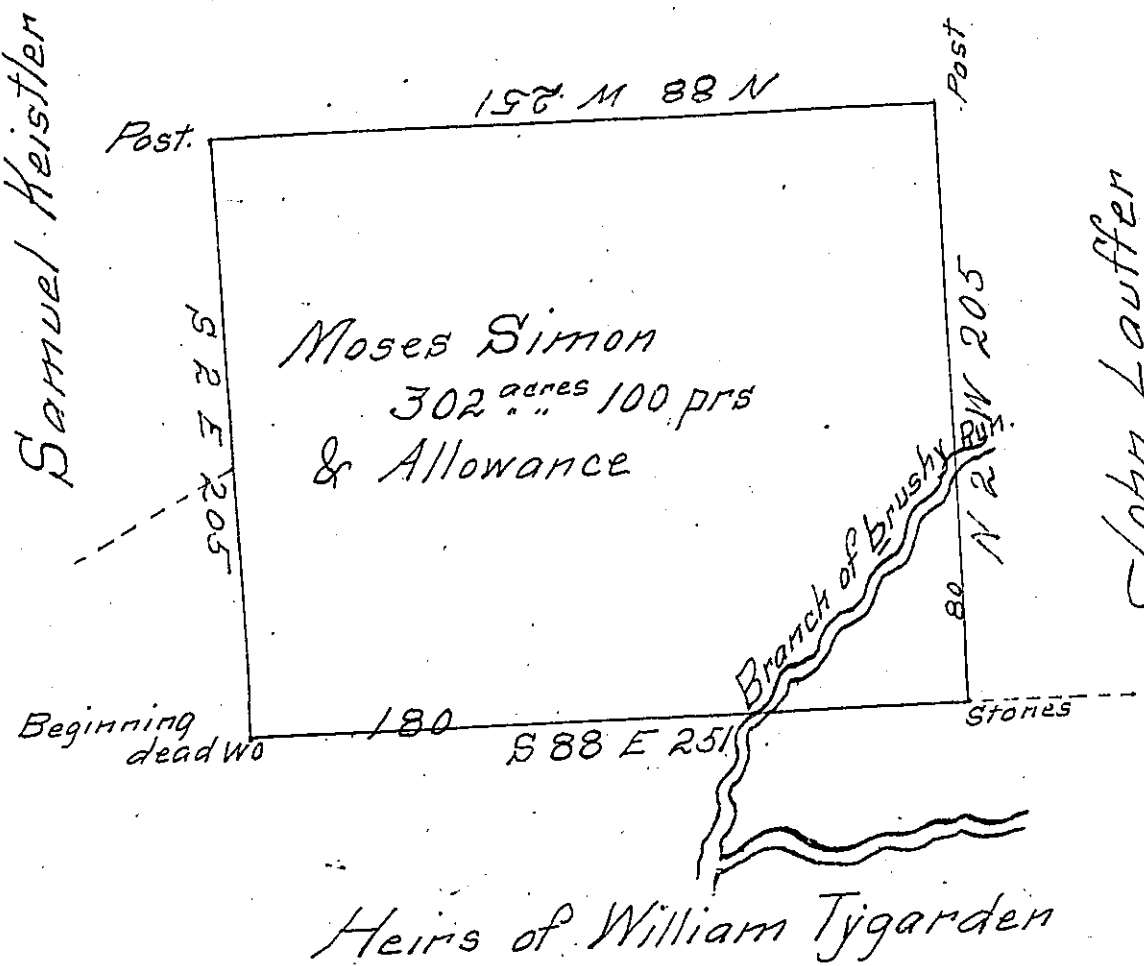 Samuel Keistler
Post.
N 88 W 251
Post
S 2 E 205
Moses Simon
302 acres 100 prs
& Allowance
N 2 W 205
80
John Lauffer
Branch of brushy Run.
Beginning
dead WO
180
S 88 E 251
Stones
Heirs of William Tygarden